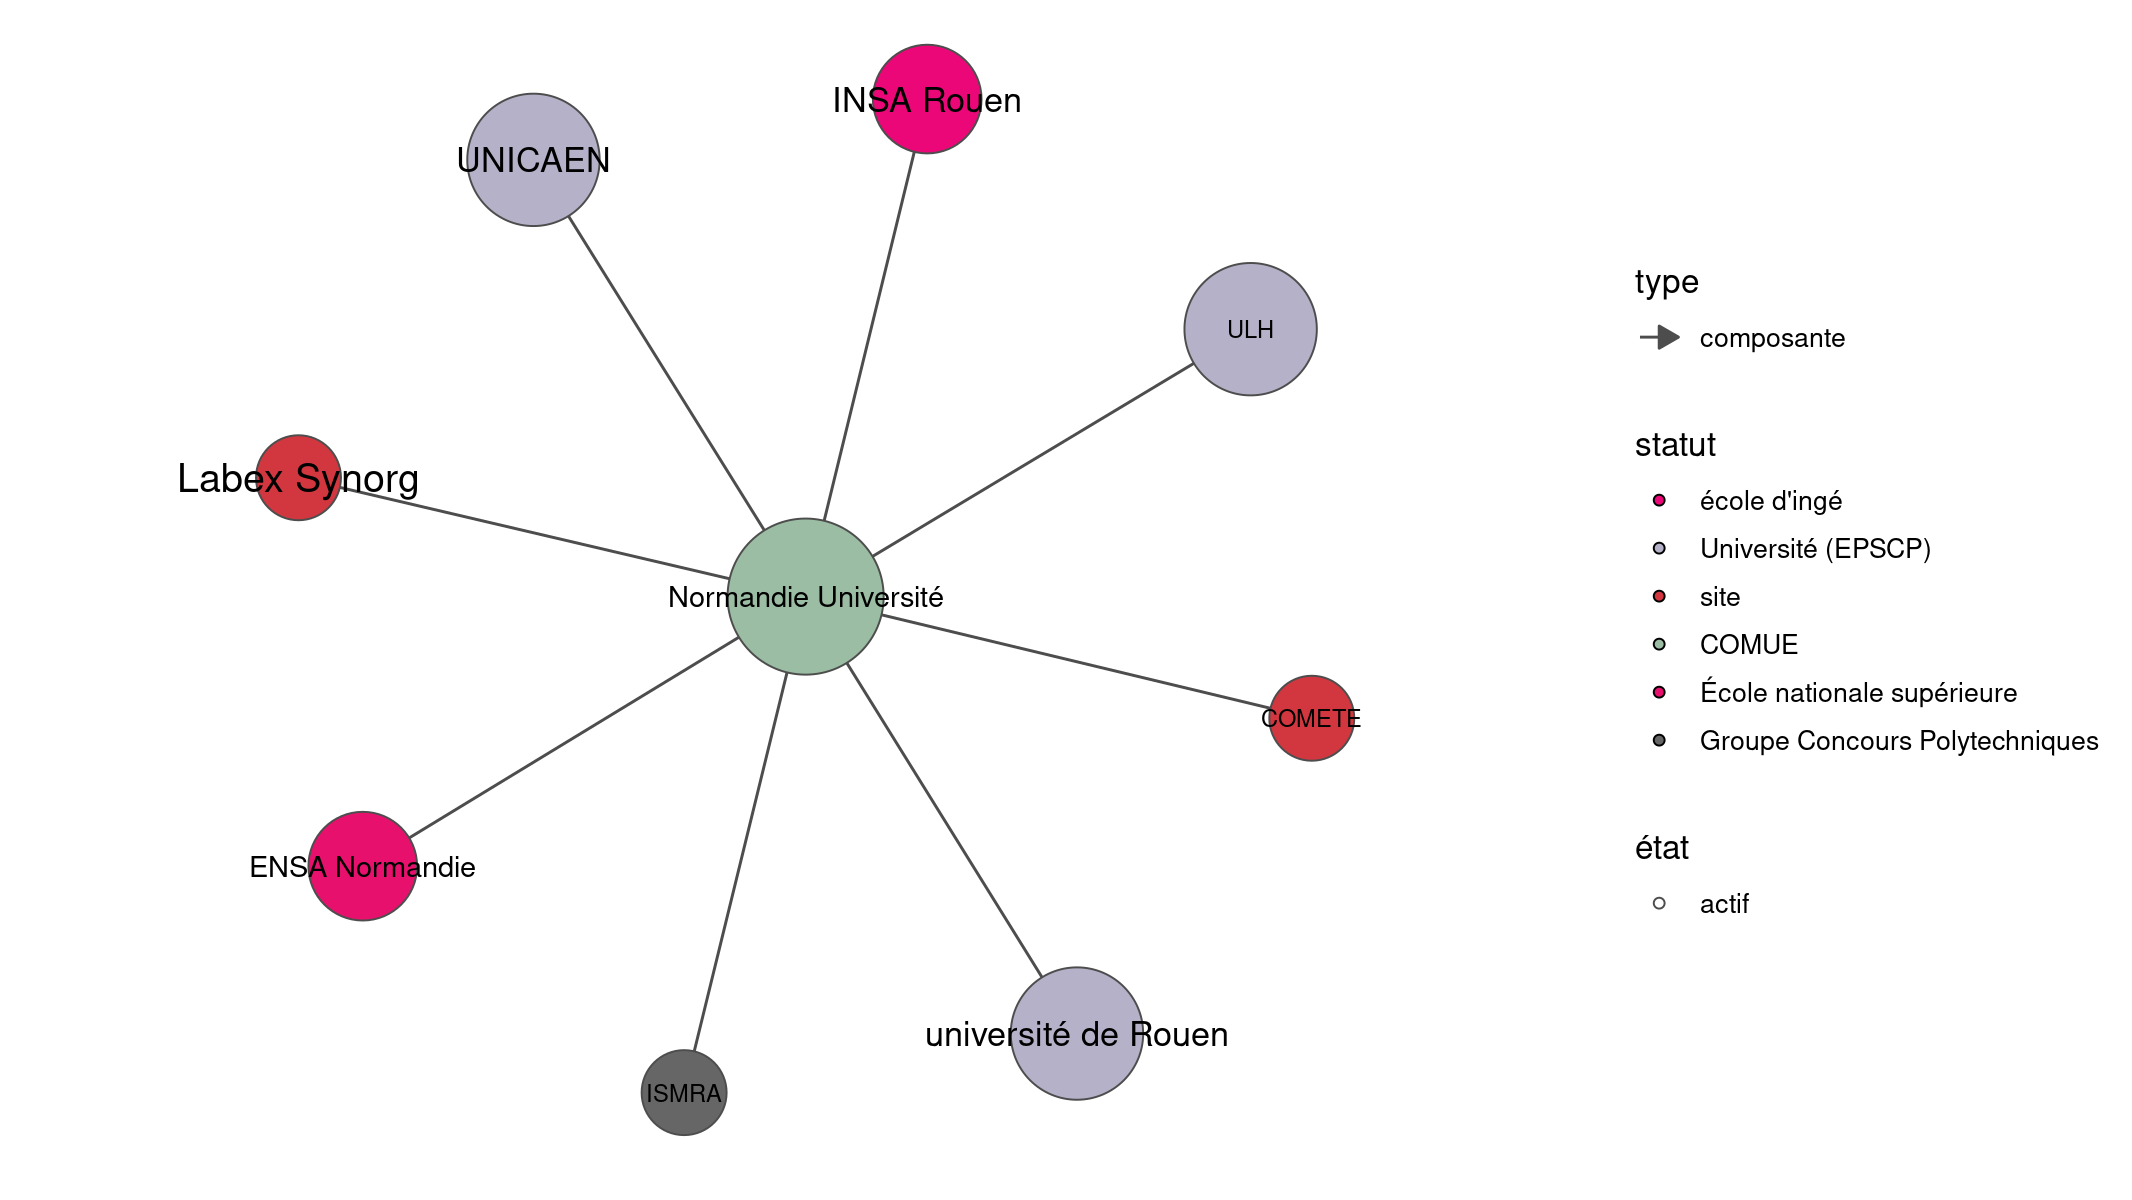 INSA Rouen
UNICAEN
ULH
Labex Synorg
Normandie Université
COMETE
ENSA Normandie
université de Rouen
ISMRA
type
composante
statut
école d'ingé
Université (EPSCP)
site
COMUE
École nationale supérieure
Groupe Concours Polytechniques
état
actif